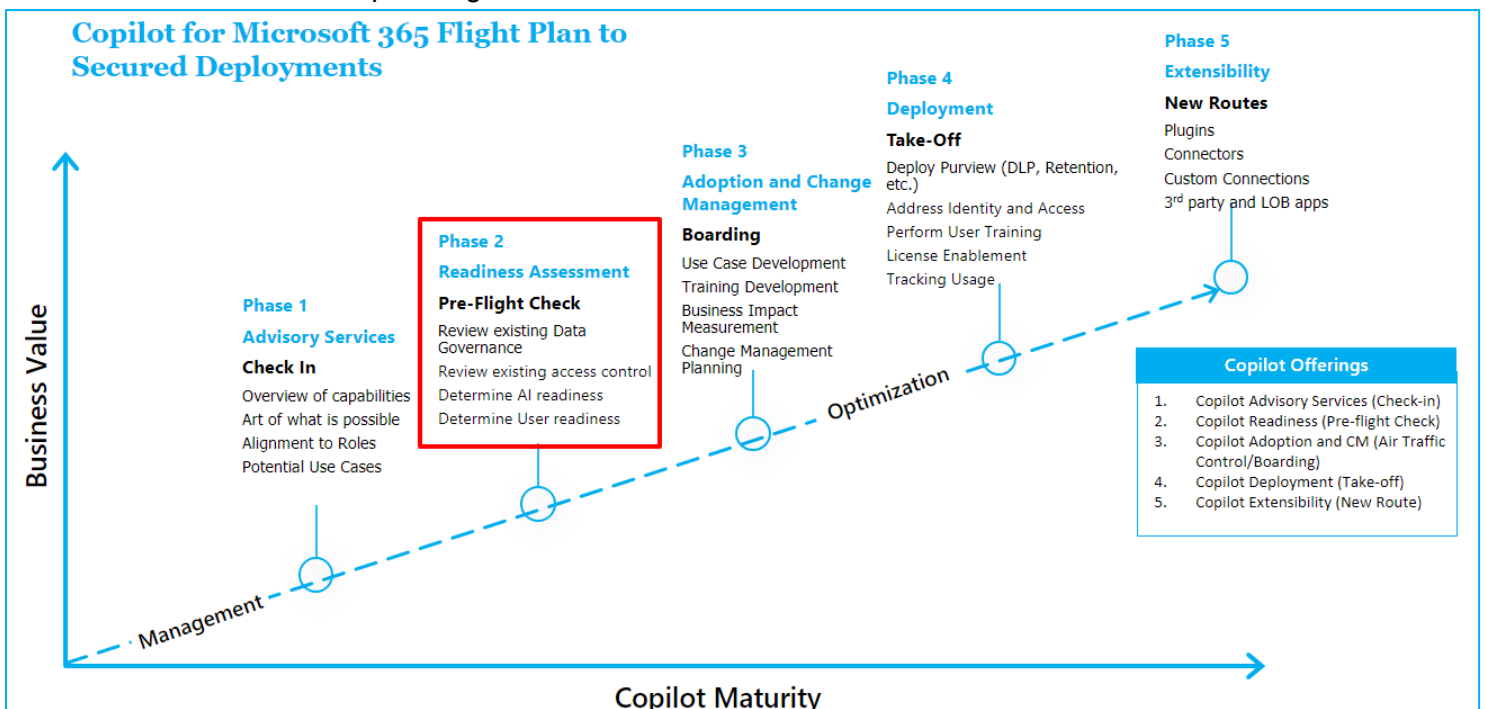 Copilot for Microsoft 365 Flight Plan to
Secured Deployments
Phase 1
Advisory Services
Check In
Overview of capabilities
Art of what is possible
Alignment to Roles
Potential Use Cases
Phase 2
Readiness Assessment
Pre-Flight Check
Review existing Data
Governance
Review existing access control
Determine AI readiness
Determine User readiness
Phase 3
Adoption and Change
Management
Boarding
Use Case Development
Training Development
Business Impact
Measurement
Change Management
Planning
Phase 4
Deployment
Take-Off
Deploy Purview (DLP, Retention,
etc.)
Address Identity and Access
Perform User Training
License Enablement
Tracking Usage
Phase 5
Extensibility
New Routes
Plugins
Connectors
Custom Connections
3rd party and LOB apps
Business Value
Management
Optimization
Copilot Maturity
Copilot Offerings
1. Copilot Advisory Services (Check-in)
2. Copilot Readiness (Pre-flight Check)
3. Copilot Adoption and CM (Air Traffic
Control/Boarding)
4. Copilot Deployment (Take-off)
5. Copilot Extensibility (New Route)